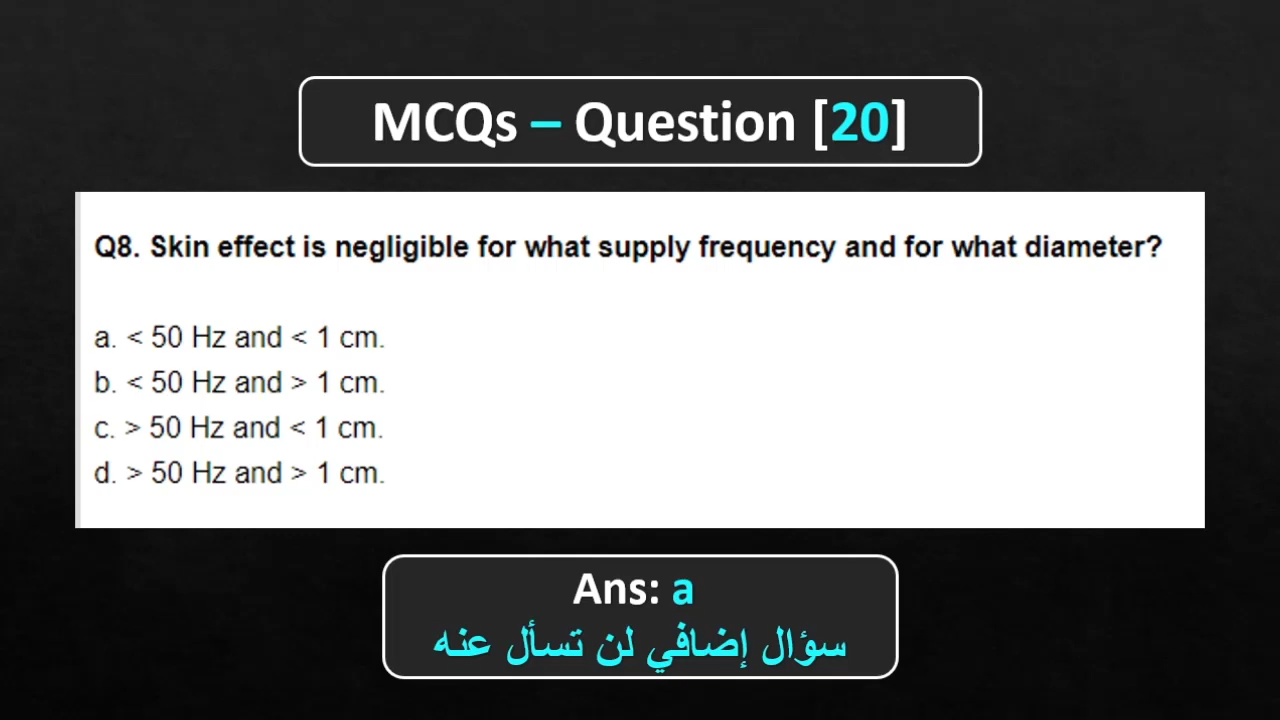 MCQs – Question [20]
Q8. Skin effect is negligible for what supply frequency and for what diameter?
a. < 50 Hz and < 1 cm.
b. < 50 Hz and > 1 cm.
c. > 50 Hz and < 1 cm.
d. > 50 Hz and > 1 cm.
Ans: a
سؤال إضافي لن تسأل عنه